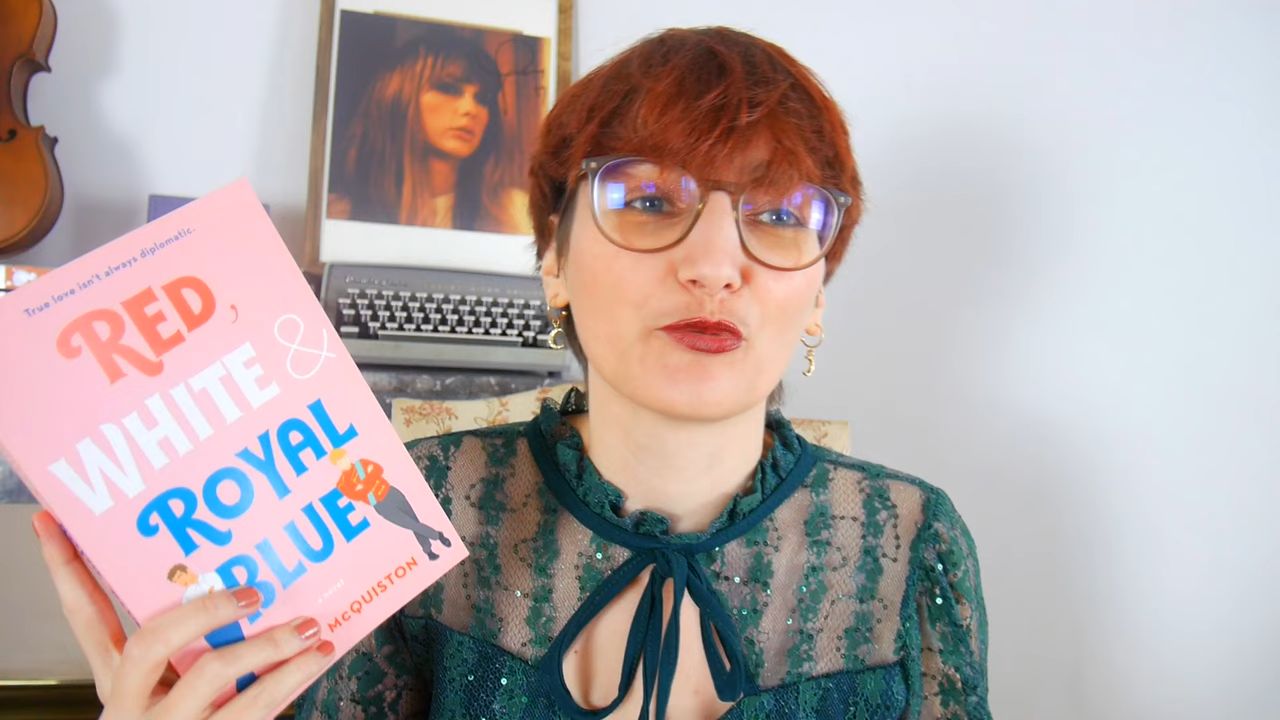 True love isn't always diplomatic.
RED,
WHITE &
ROYAL
BLUE
a novel
McQUISTON